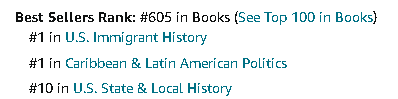 Best Sellers Rank: #605 in Books (See Top 100 in Books)
#1 in U.S. Immigrant History
#1 in Caribbean & Latin American Politics
#10 in U.S. State & Local History